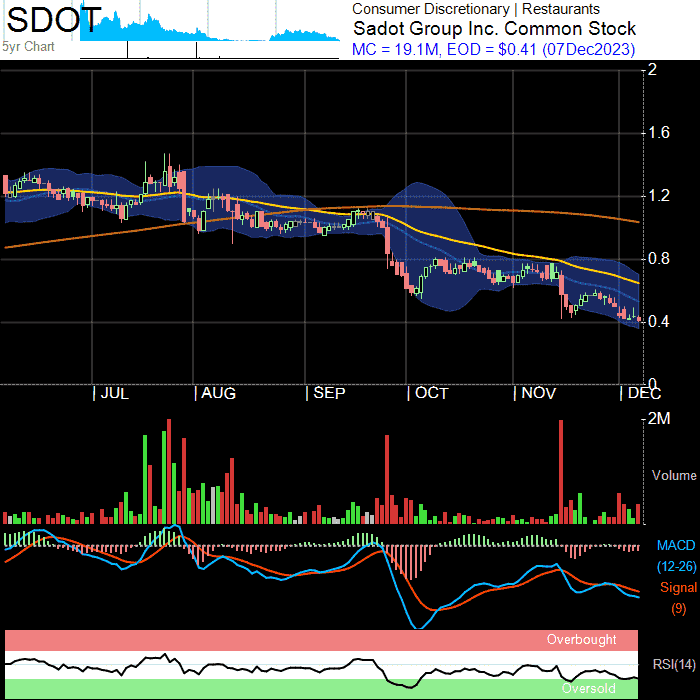 SDOT
5yr Chart
Consumer Discretionary | Restaurants
Sadot Group Inc. Common Stock
MC = 19.1M, EOD = $0.41 (07Dec2023)
2
1.6
1.2
0.8
0.4
0
| JUL | AUG | SEP | OCT | NOV | DEC
2M
Volume
MACD
(12-26)
Signal
(9)
Overbought
RSI(14)
Oversold